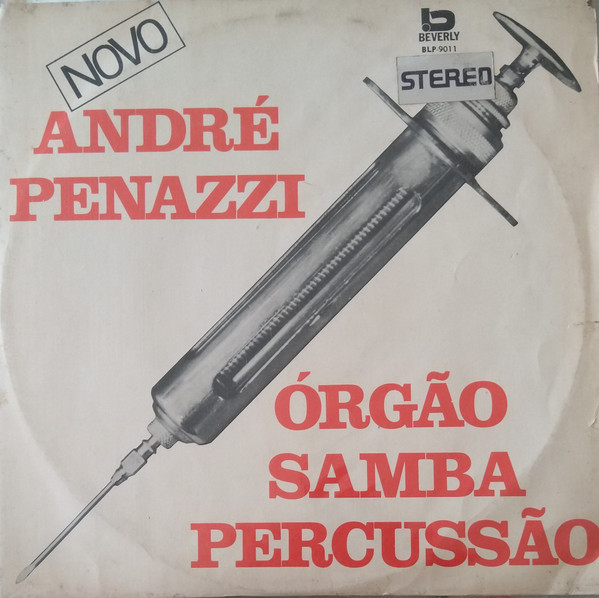 NOVO
BEVERLY
BLP-9011
STEREO
ANDRÉ
PENAZZI
ÓRGÃO
SAMBA
PERCUSSÃO